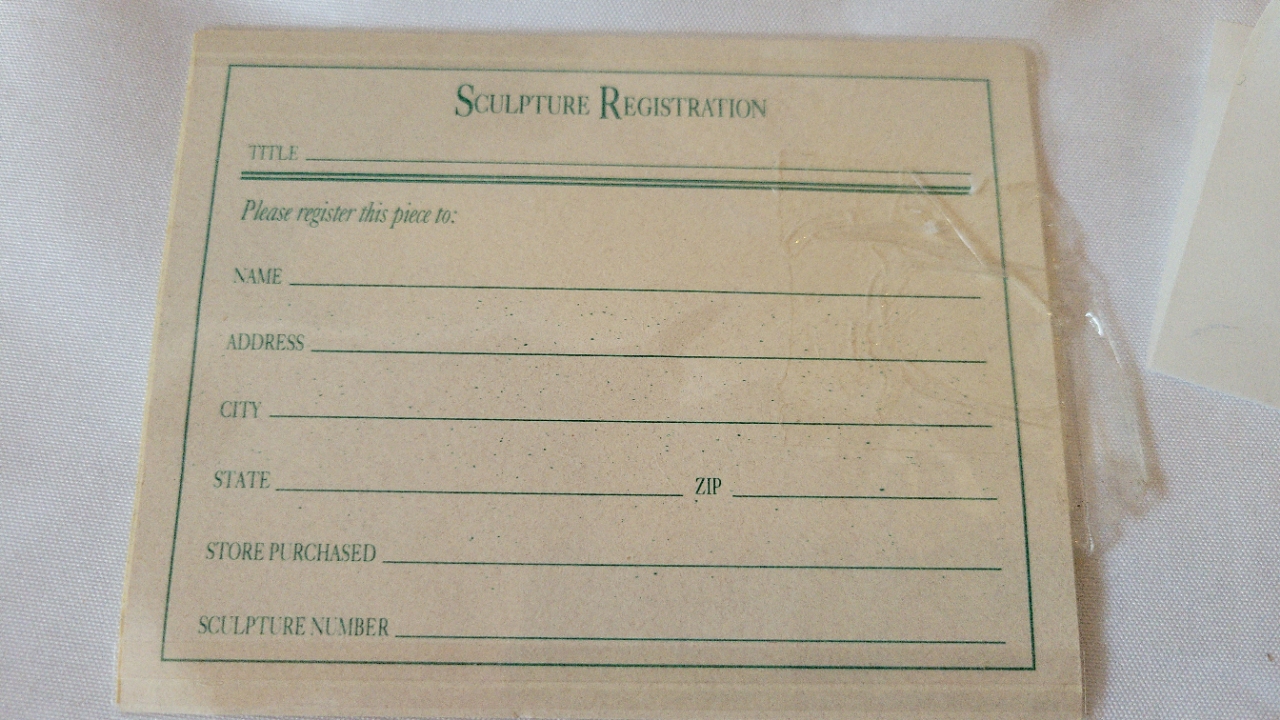 SCULPTURE REGISTRATION
TITLE
Please register this piece to:
NAME
ADDRESS
CITY
STATE ZIP
STORE PURCHASED
SCULPTURE NUMBER